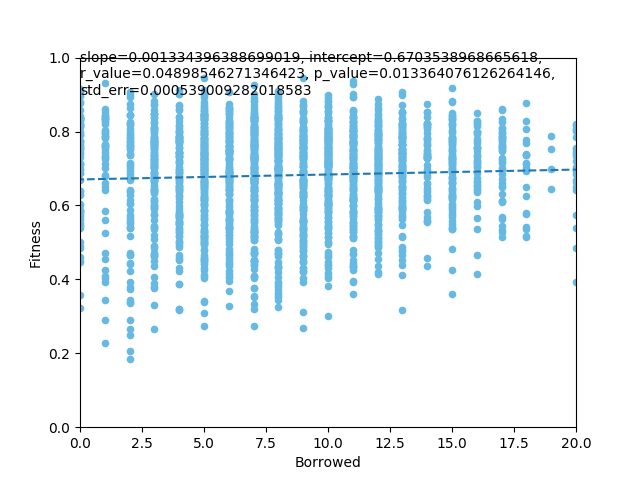 slope=0.001334396388699019, intercept=0.6703538968665618,
r_value=0.04898546271346423, p_value=0.013364076126264146,
std_err=0.000539009282018583
1.0
0.8
0.6
0.4
0.2
0.0
Fitness
0.0 2.5 5.0 7.5 10.0 12.5 15.0 17.5 20.0
Borrowed